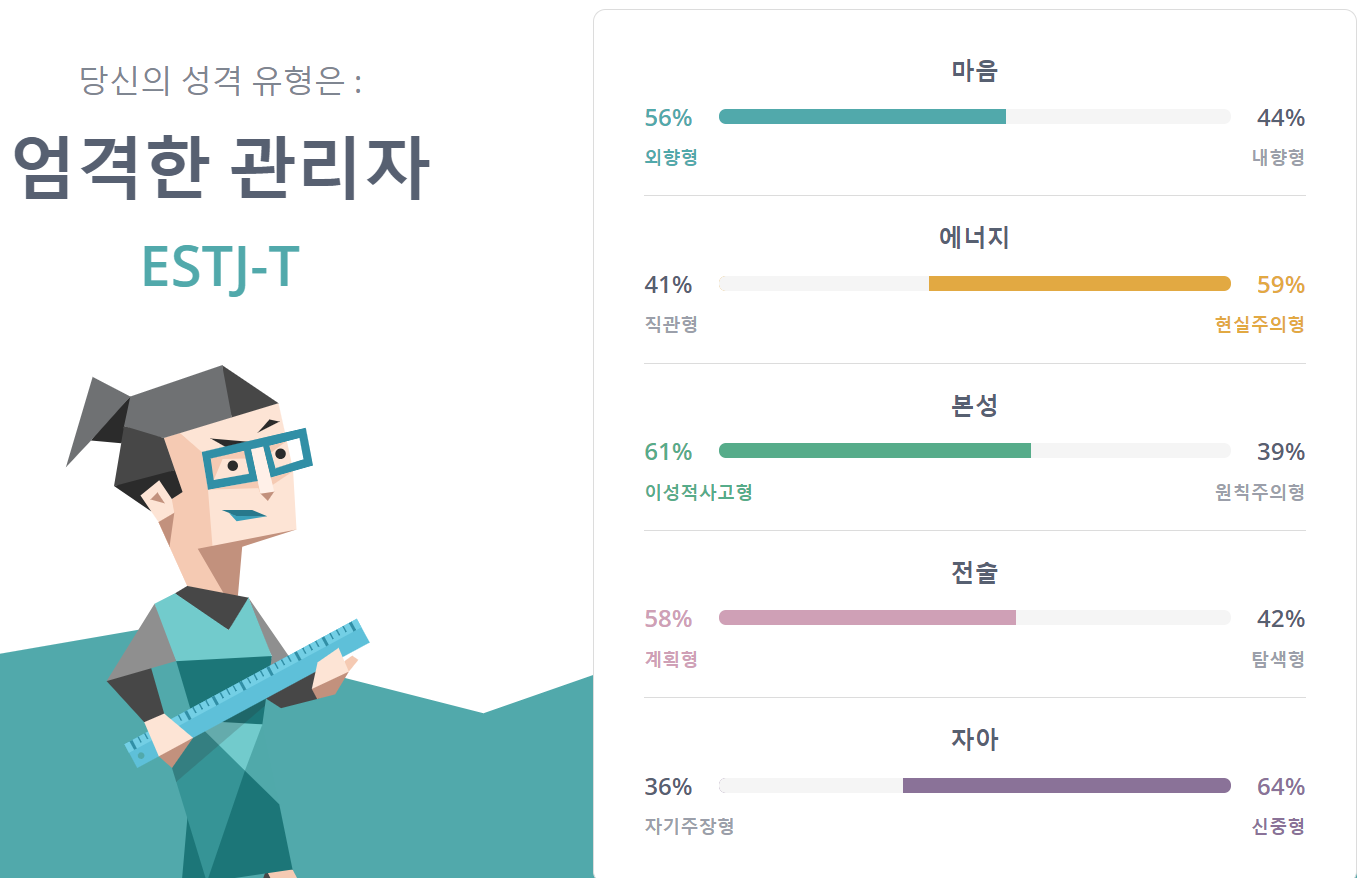 당신의 성격 유형은 :
엄격한 관리자
ESTJ-T
마음
56% 44%
외향형 내향형
에너지
41% 59%
직관형 현실주의형
본성
61% 39%
이성적사고형 원칙주의형
전술
58% 42%
계획형 탐색형
자아
36% 64%
자기주장형 신중형